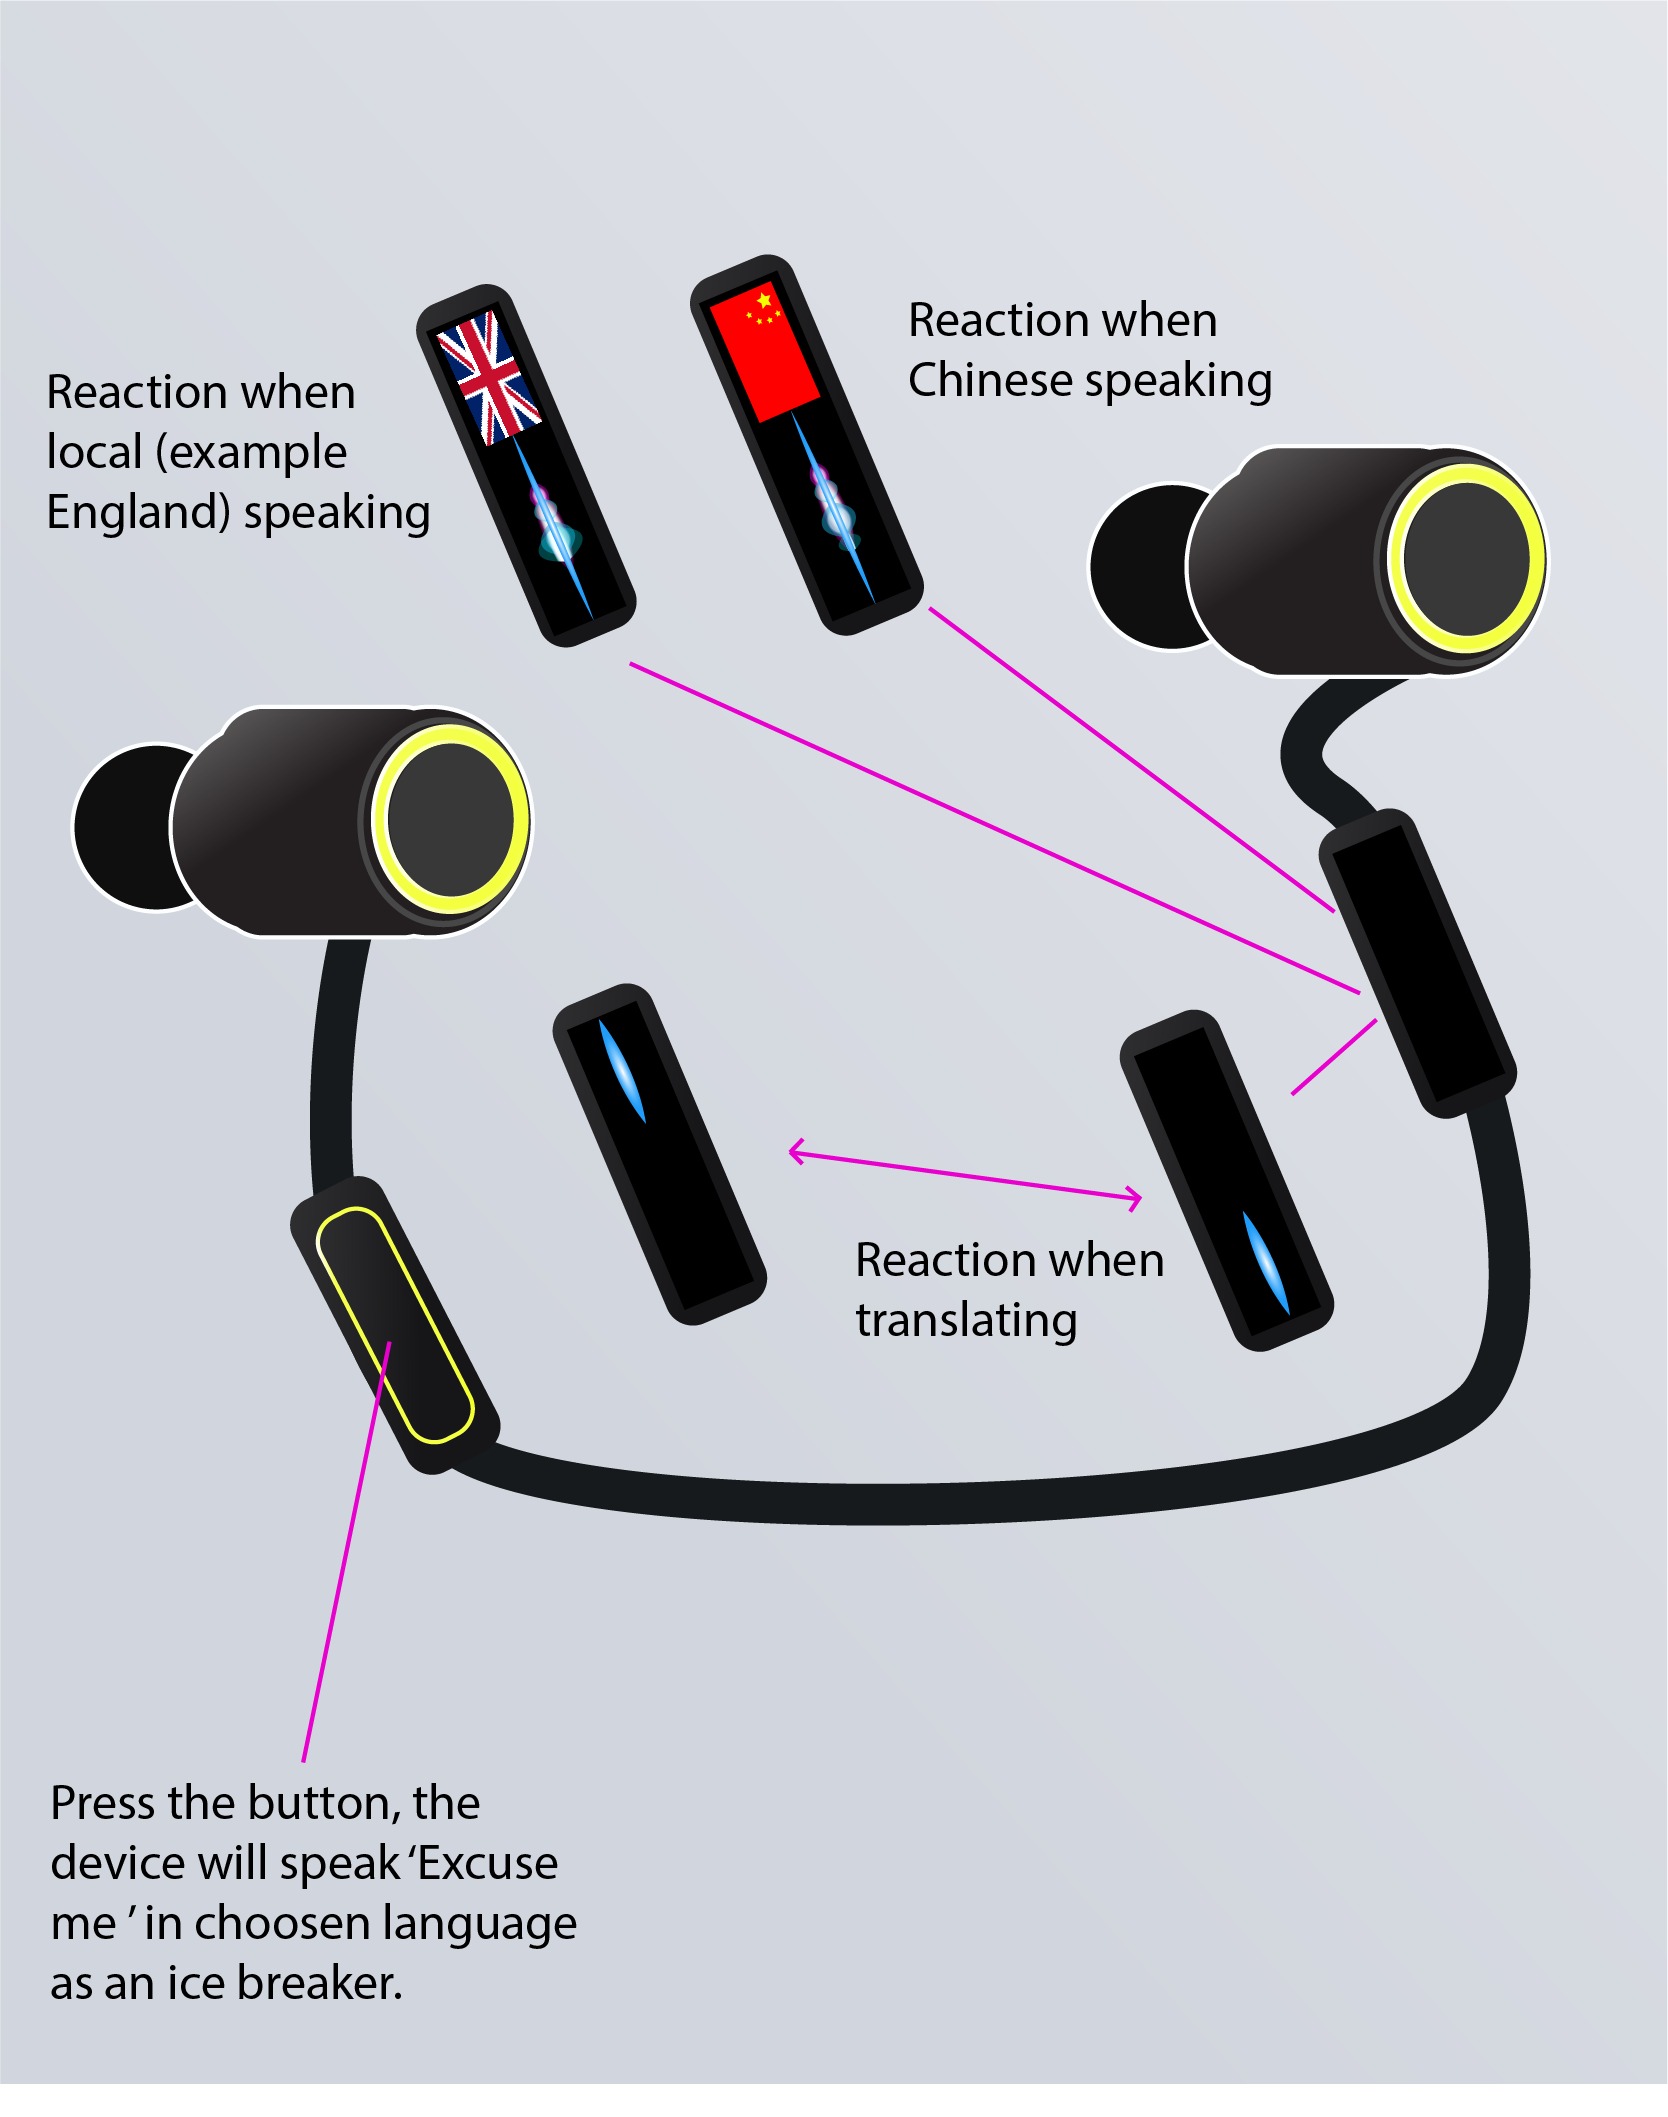 Reaction when
Chinese speaking
Reaction when
local (example
England) speaking
Reaction when
translating
Press the button, the
device will speak ‘Excuse
me ’ in choosen language
as an ice breaker.